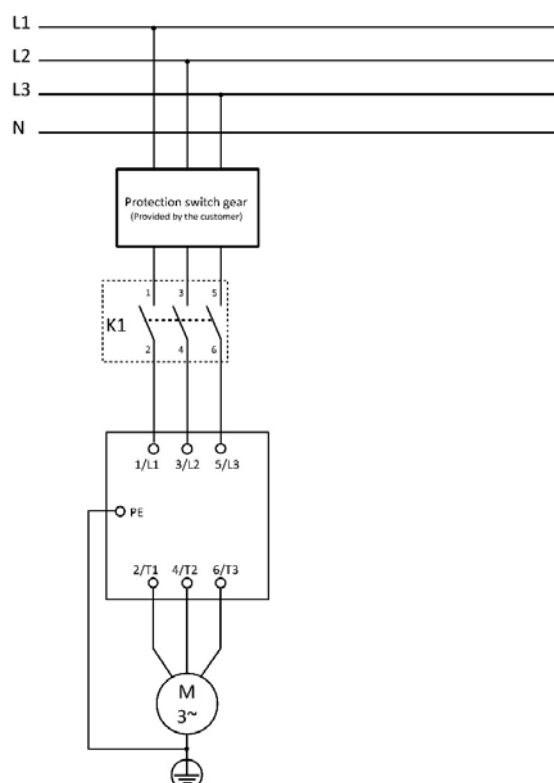 L1
L2
L3
N
Protection switch gear
(Provided by the customer)
1 3 5
K1
2 4 6
1/L1 3/L2 5/L3
PE
2/T1 4/T2 6/T3
M
3~